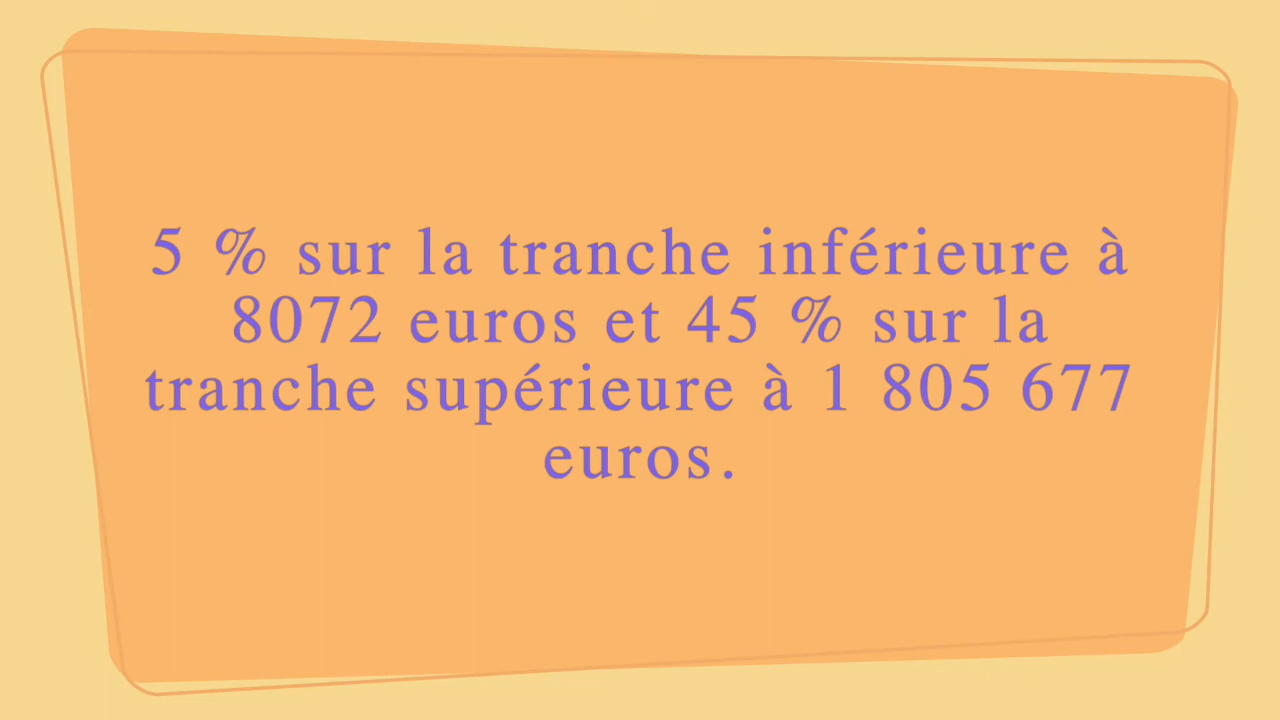 5 % sur la tranche inférieure à
8072 euros et 45 % sur la
tranche supérieure à 1 805 677
euros.